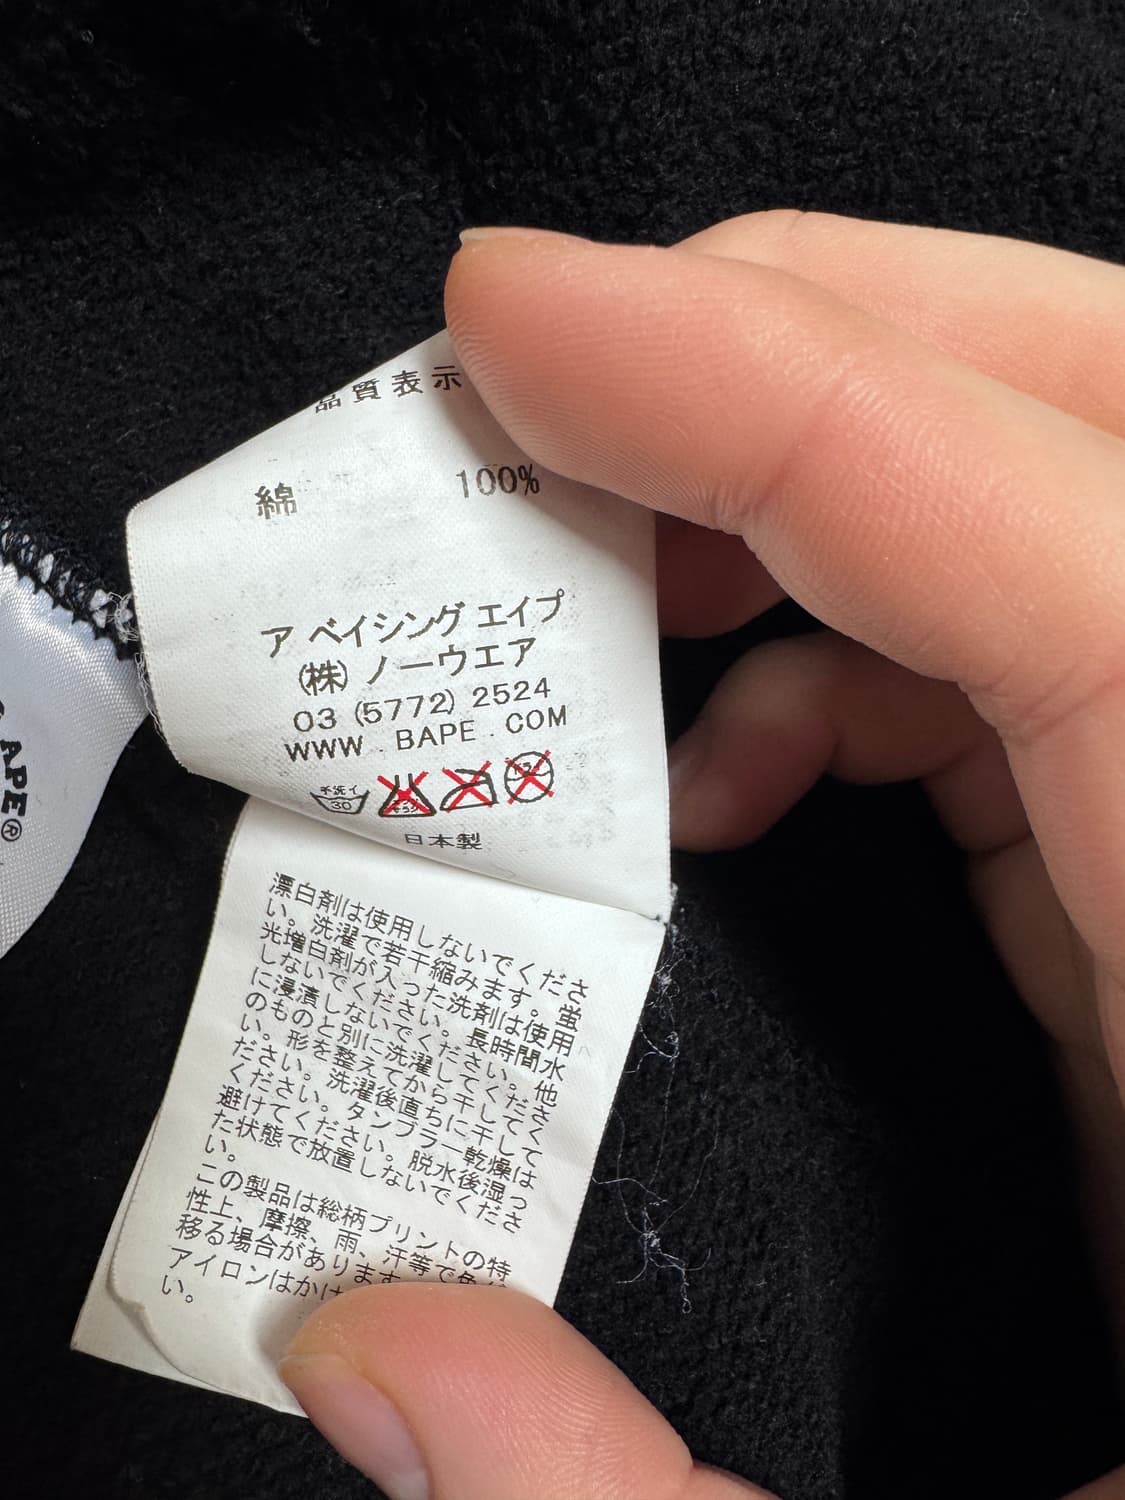 品質表示
綿 100%
ア ベイシング エイプ
(株) ノーウエア
03 (5772) 2524
WWW . BAPE . COM
手洗イ
30
日本製
漂白剤は使用しないでくださ
い。洗濯で若干縮みます。蛍
光増白剤が入った洗剤は使用
しないでください。長時間水
に浸漬しないでください。他
のものと別に洗濯してくださ
い。形を整えてから干してく
ださい。洗濯後直ちに干して
ください。タンブラー乾燥は
避けてください。脱水後湿っ
た状態で放置しないでくださ
い。
この製品は総柄プリントの特
性上、摩擦、雨、汗等で色
移る場合があります
アイロンはかけ
い。
APE®